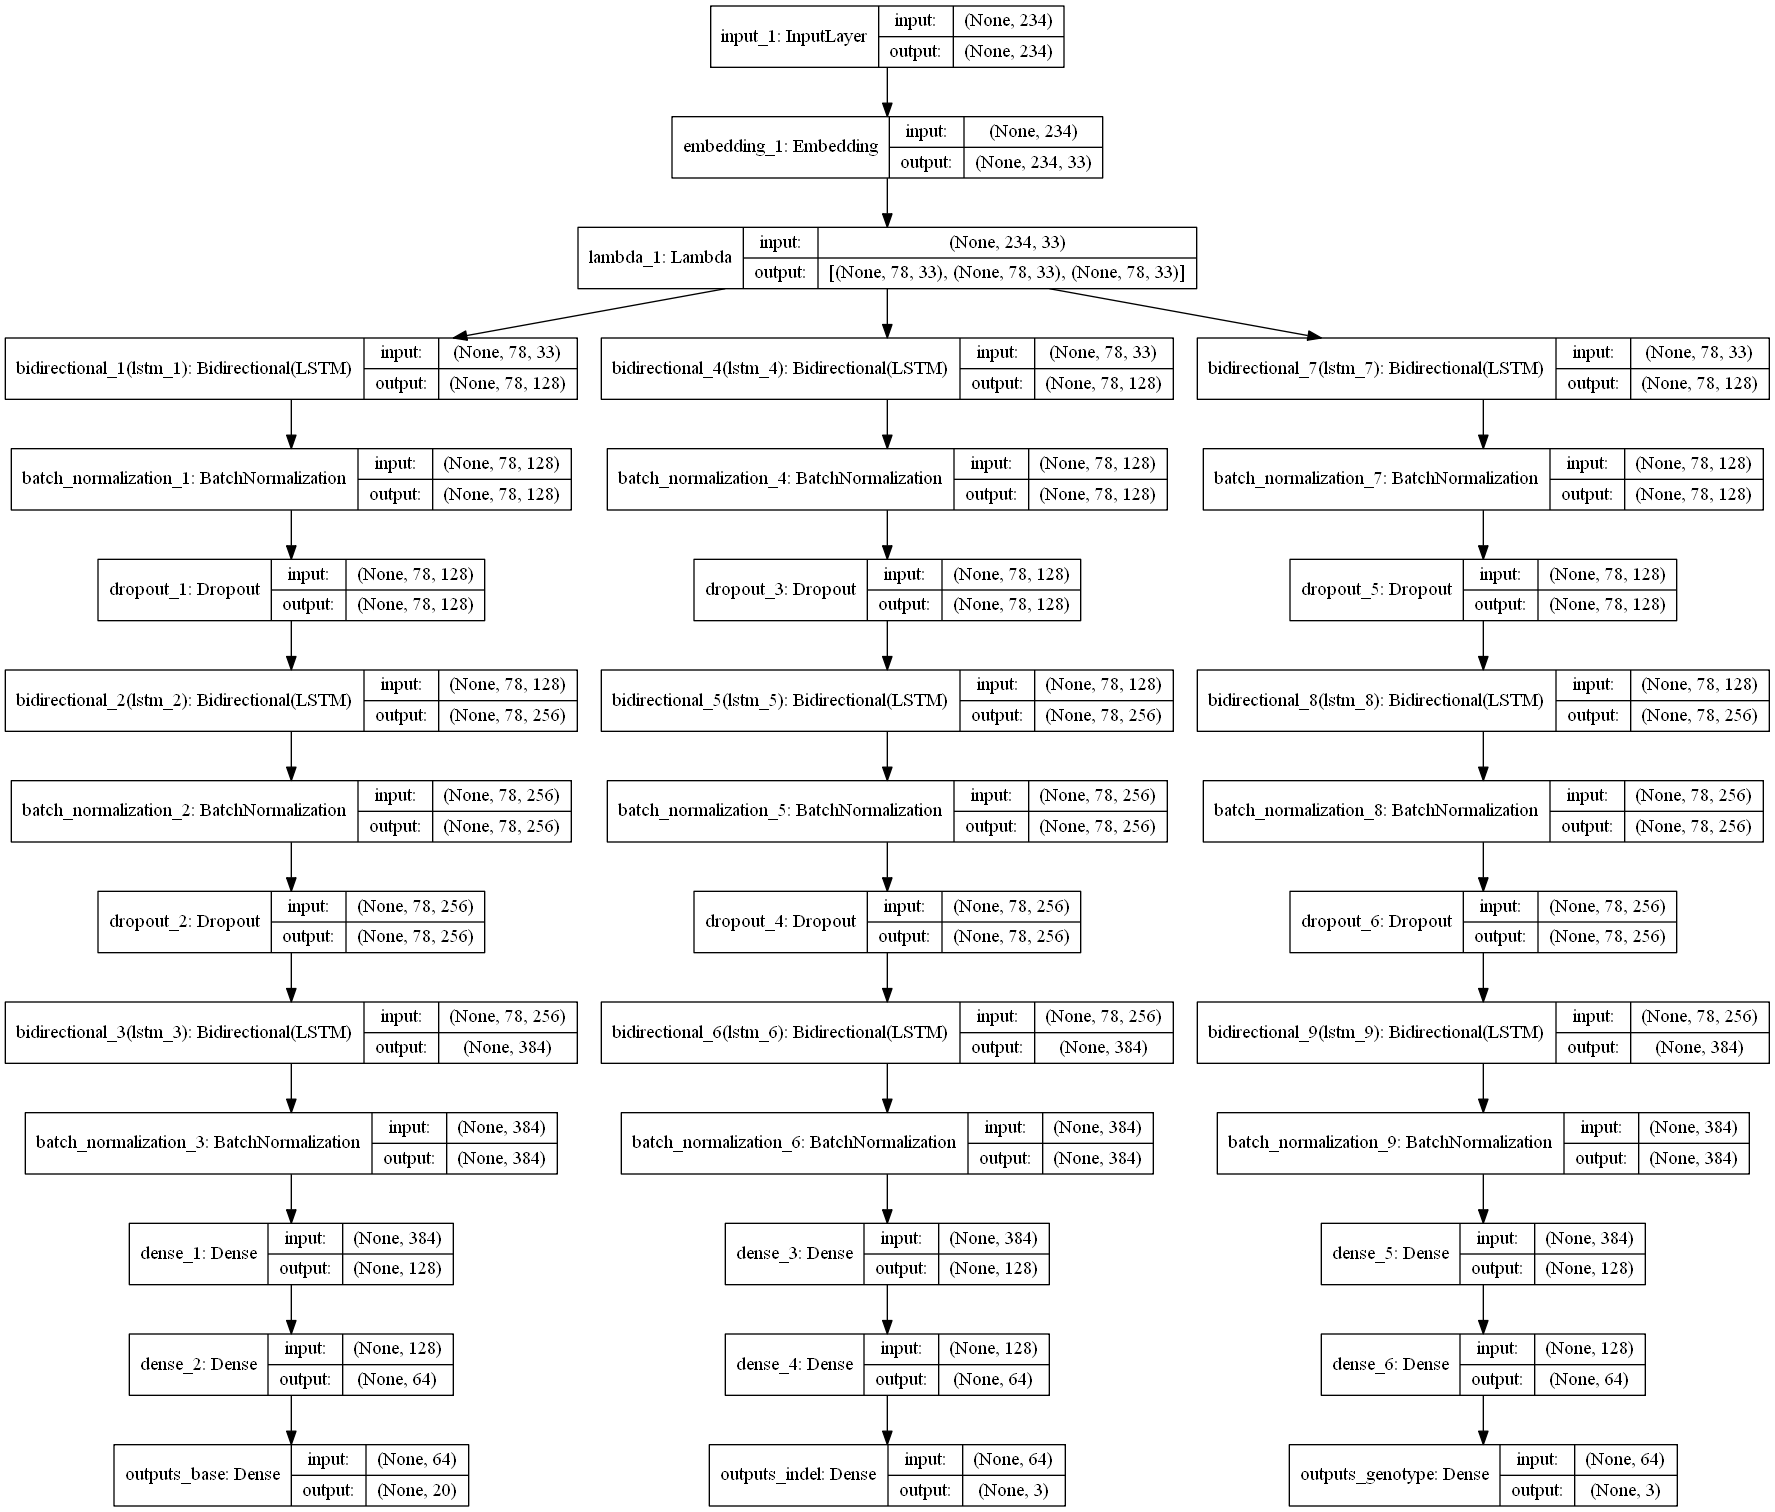 input_1: InputLayer
input: (None, 234)
output: (None, 234)
embedding_1: Embedding
input: (None, 234)
output: (None, 234, 33)
lambda_1: Lambda
input: (None, 234, 33)
output: [(None, 78, 33), (None, 78, 33), (None, 78, 33)]
bidirectional_1(lstm_1): Bidirectional(LSTM)
input: (None, 78, 33)
output: (None, 78, 128)
bidirectional_4(lstm_4): Bidirectional(LSTM)
input: (None, 78, 33)
output: (None, 78, 128)
bidirectional_7(lstm_7): Bidirectional(LSTM)
input: (None, 78, 33)
output: (None, 78, 128)
batch_normalization_1: BatchNormalization
input: (None, 78, 128)
output: (None, 78, 128)
batch_normalization_4: BatchNormalization
input: (None, 78, 128)
output: (None, 78, 128)
batch_normalization_7: BatchNormalization
input: (None, 78, 128)
output: (None, 78, 128)
dropout_1: Dropout
input: (None, 78, 128)
output: (None, 78, 128)
dropout_3: Dropout
input: (None, 78, 128)
output: (None, 78, 128)
dropout_5: Dropout
input: (None, 78, 128)
output: (None, 78, 128)
bidirectional_2(lstm_2): Bidirectional(LSTM)
input: (None, 78, 128)
output: (None, 78, 256)
bidirectional_5(lstm_5): Bidirectional(LSTM)
input: (None, 78, 128)
output: (None, 78, 256)
bidirectional_8(lstm_8): Bidirectional(LSTM)
input: (None, 78, 128)
output: (None, 78, 256)
batch_normalization_2: BatchNormalization
input: (None, 78, 256)
output: (None, 78, 256)
batch_normalization_5: BatchNormalization
input: (None, 78, 256)
output: (None, 78, 256)
batch_normalization_8: BatchNormalization
input: (None, 78, 256)
output: (None, 78, 256)
dropout_2: Dropout
input: (None, 78, 256)
output: (None, 78, 256)
dropout_4: Dropout
input: (None, 78, 256)
output: (None, 78, 256)
dropout_6: Dropout
input: (None, 78, 256)
output: (None, 78, 256)
bidirectional_3(lstm_3): Bidirectional(LSTM)
input: (None, 78, 256)
output: (None, 384)
bidirectional_6(lstm_6): Bidirectional(LSTM)
input: (None, 78, 256)
output: (None, 384)
bidirectional_9(lstm_9): Bidirectional(LSTM)
input: (None, 78, 256)
output: (None, 384)
batch_normalization_3: BatchNormalization
input: (None, 384)
output: (None, 384)
batch_normalization_6: BatchNormalization
input: (None, 384)
output: (None, 384)
batch_normalization_9: BatchNormalization
input: (None, 384)
output: (None, 384)
dense_1: Dense
input: (None, 384)
output: (None, 128)
dense_3: Dense
input: (None, 384)
output: (None, 128)
dense_5: Dense
input: (None, 384)
output: (None, 128)
dense_2: Dense
input: (None, 128)
output: (None, 64)
dense_4: Dense
input: (None, 128)
output: (None, 64)
dense_6: Dense
input: (None, 128)
output: (None, 64)
outputs_base: Dense
input: (None, 64)
output: (None, 20)
outputs_indel: Dense
input: (None, 64)
output: (None, 3)
outputs_genotype: Dense
input: (None, 64)
output: (None, 3)